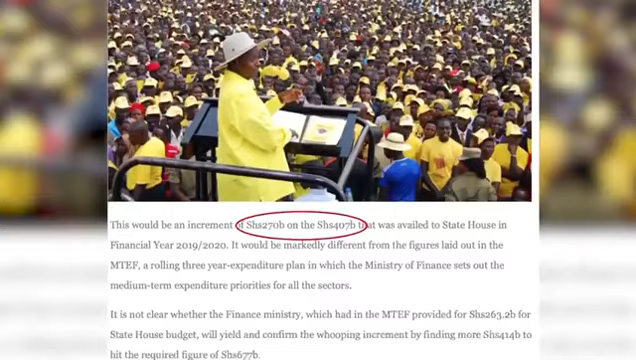 This would be an increment of Shs270b on the Shs407b that was availed to State House in
Financial Year 2019/2020. It would be markedly different from the figures laid out in the
MTEF, a rolling three year-expenditure plan in which the Ministry of Finance sets out the
medium-term expenditure priorities for all the sectors.
It is not clear whether the Finance ministry, which had in the MTEF provided for Shs263.2b for
State House budget, will yield and confirm the whooping increment by finding more Shs414b to
hit the required figure of Shs677b.